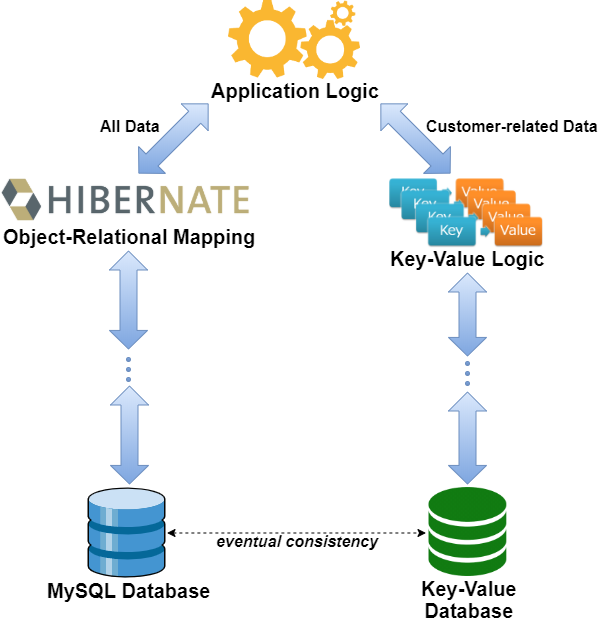 Application Logic
All Data
Customer-related Data
HIBERNATE
Object-Relational Mapping
Key Value
Key Value
Key Value
Key Value
Key-Value Logic
eventual consistency
MySQL Database
Key-Value
Database